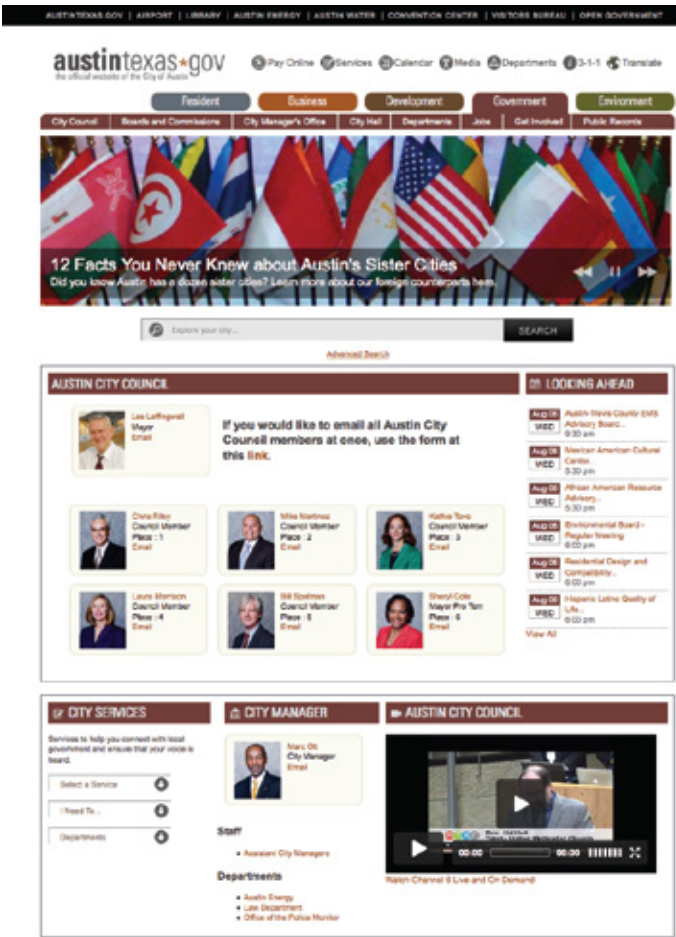 AUSTINTEXAS.GOV | AIRPORT | LIBRARY | AUSTIN ENERGY | AUSTIN WATER | CONVENTION CENTER | VISITORS BUREAU | OPEN GOVERNMENT
austintexas.gov
the official website of the City of Austin
Pay Online Services Calendar Media Departments 3-1-1 Translate
Resident Business Development Government Environment
City Council Boards and Commissions City Manager's Office City Hall Departments Jobs Get Involved Public Records
12 Facts You Never Knew about Austin's Sister Cities
Did you know Austin has a dozen sister cities? Learn more about our foreign counterparts here.
Explore your city...
SEARCH
Advanced Search
AUSTIN CITY COUNCIL
Lee Leffingwell
Mayor
Email
If you would like to email all Austin City
Council members at once, use the form at
this link.
Chris Riley
Council Member
Place : 1
Email
Mike Martinez
Council Member
Place : 2
Email
Kathie Tovo
Council Member
Place : 3
Email
Laura Morrison
Council Member
Place : 4
Email
Bill Spelman
Council Member
Place : 5
Email
Sheryl Cole
Mayor Pro Tem
Place : 6
Email
LOOKING AHEAD
WED
Austin-Travis County EMS
Advisory Board...
WED
Mexican American Cultural
Center...
5:30 pm
WED
African American Resource
Advisory...
5:30 pm
WED
Environmental Board -
Regular Meeting
6:00 pm
WED
Residential Design and
Compatibility...
6:00 pm
WED
Hispanic Latino Quality of
Life...
6:00 pm
View All
CITY SERVICES
Services to help you connect with local
government and ensure that your voice is
heard.
Select a Service
I Need To...
Departments
CITY MANAGER
Marc Ott
City Manager
Email
Staff
Assistant City Managers
Departments
Austin Energy
Law Department
Office of the Police Monitor
AUSTIN CITY COUNCIL
00:00 00:00
Watch Channel 6 Live and On Demand